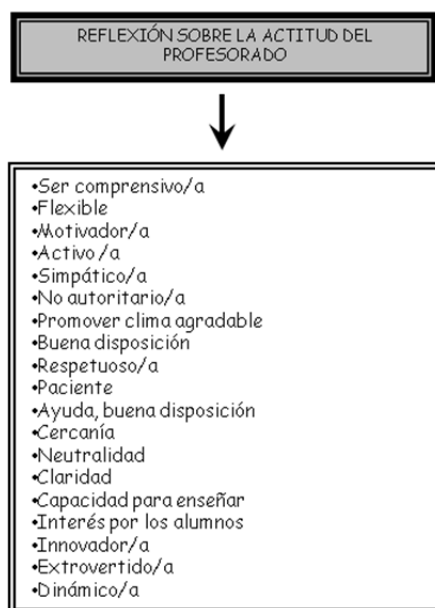 REFLEXIÓN SOBRE LA ACTITUD DEL
PROFESORADO
•Ser comprensivo/a
•Flexible
•Motivador/a
•Activo /a
•Simpático/a
•No autoritario/a
•Promover clima agradable
•Buena disposición
•Respetuoso/a
•Paciente
•Ayuda, buena disposición
•Cercanía
•Neutralidad
•Claridad
•Capacidad para enseñar
•Interés por los alumnos
•Innovador/a
•Extrovertido/a
•Dinámico/a